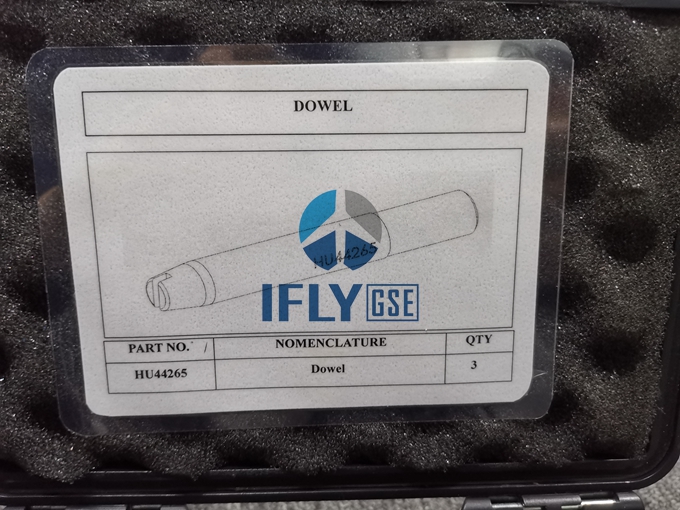 DOWEL
HU44265
IFLY GSE
PART NO. NOMENCLATURE QTY
HU44265 Dowel 3